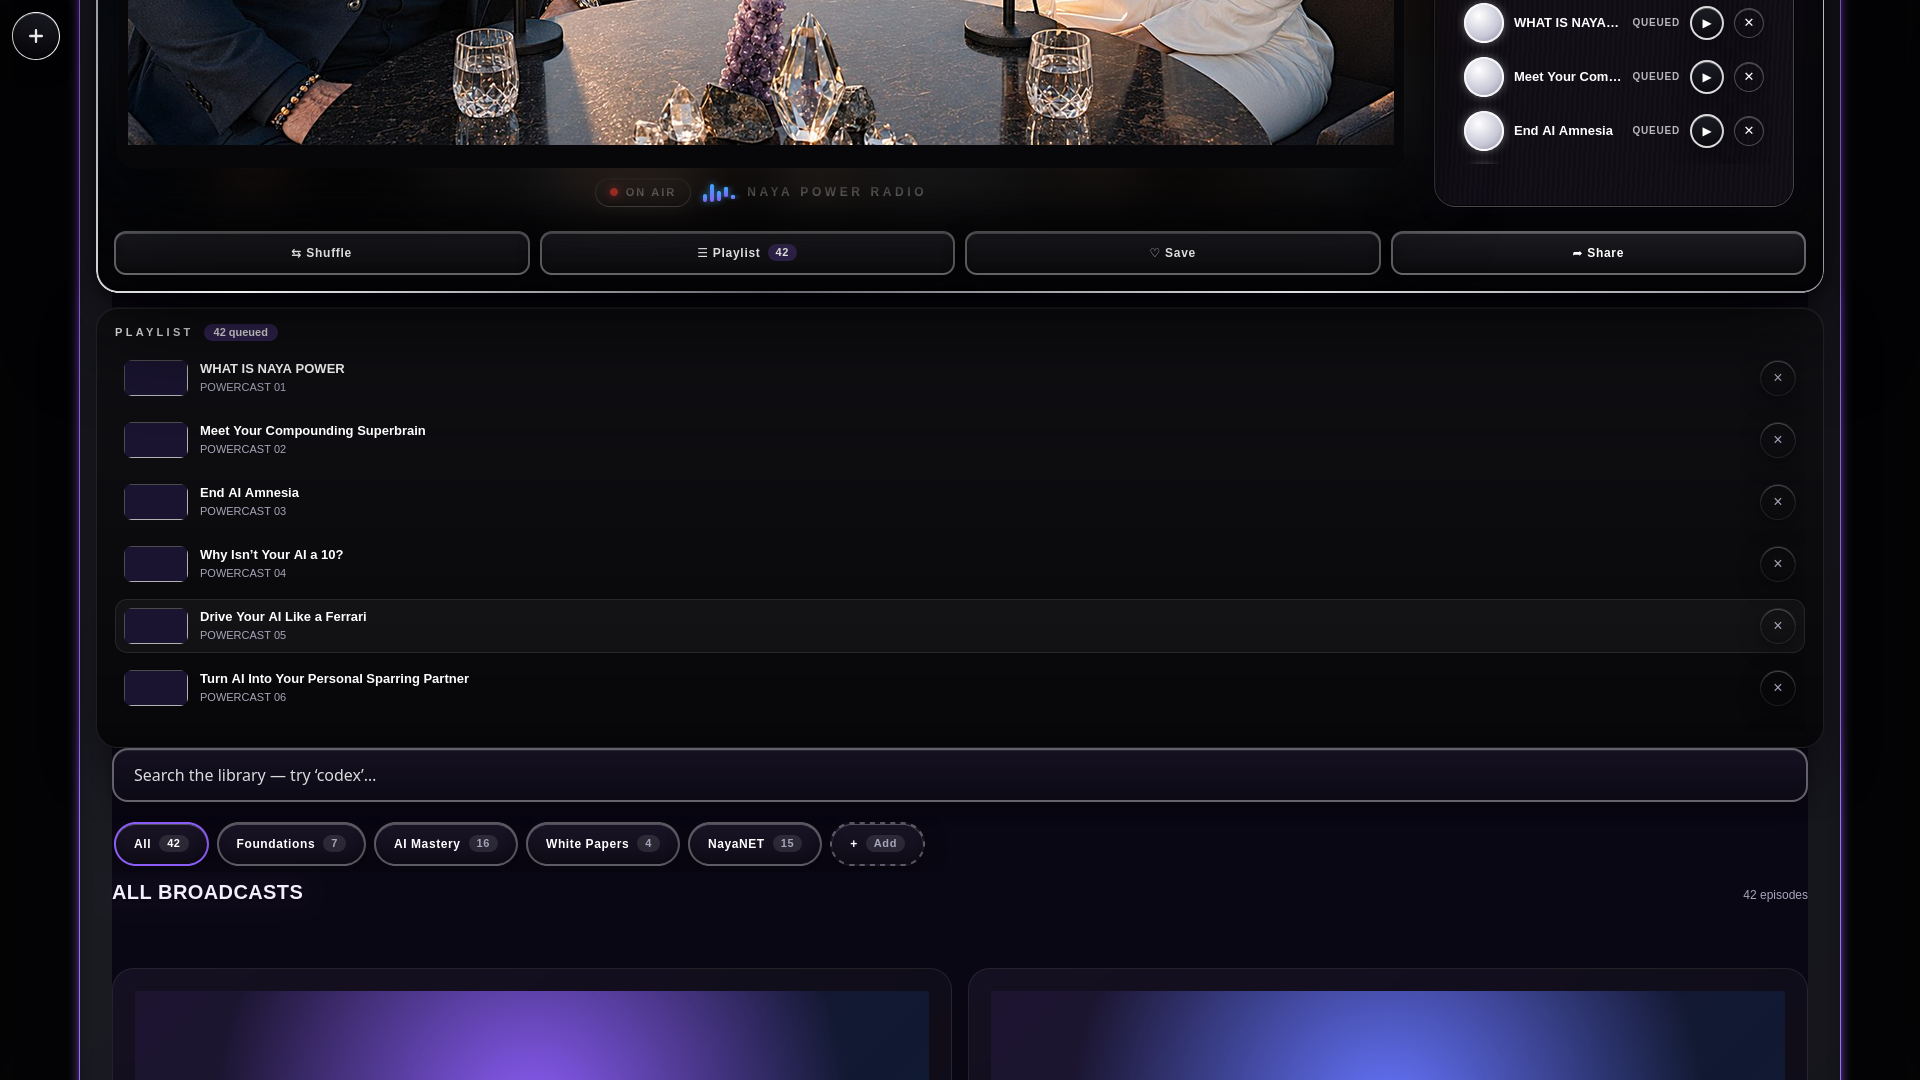 +
WHAT IS NAYA... QUEUED ▶ ✕
Meet Your Com... QUEUED ▶ ✕
End AI Amnesia QUEUED ▶ ✕
ON AIR NAYA POWER RADIO
⇆ Shuffle
☰ Playlist 42
♡ Save
➦ Share
PLAYLIST 42 queued
WHAT IS NAYA POWER
POWERCAST 01
×
Meet Your Compounding Superbrain
POWERCAST 02
×
End AI Amnesia
POWERCAST 03
×
Why Isn’t Your AI a 10?
POWERCAST 04
×
Drive Your AI Like a Ferrari
POWERCAST 05
×
Turn AI Into Your Personal Sparring Partner
POWERCAST 06
×
Search the library — try ‘codex’...
All 42 Foundations 7 AI Mastery 16 White Papers 4 NayaNET 15 + Add
ALL BROADCASTS
42 episodes